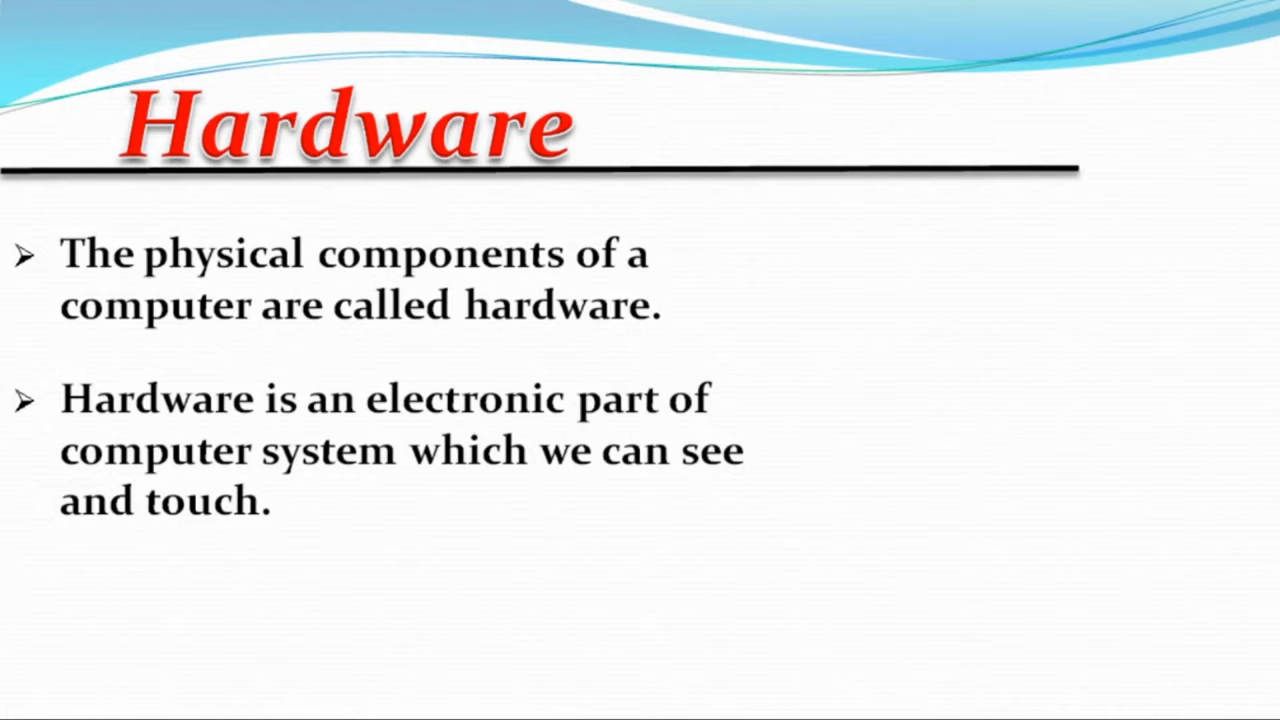 Hardware
➢ The physical components of a
computer are called hardware.
➢ Hardware is an electronic part of
computer system which we can see
and touch.